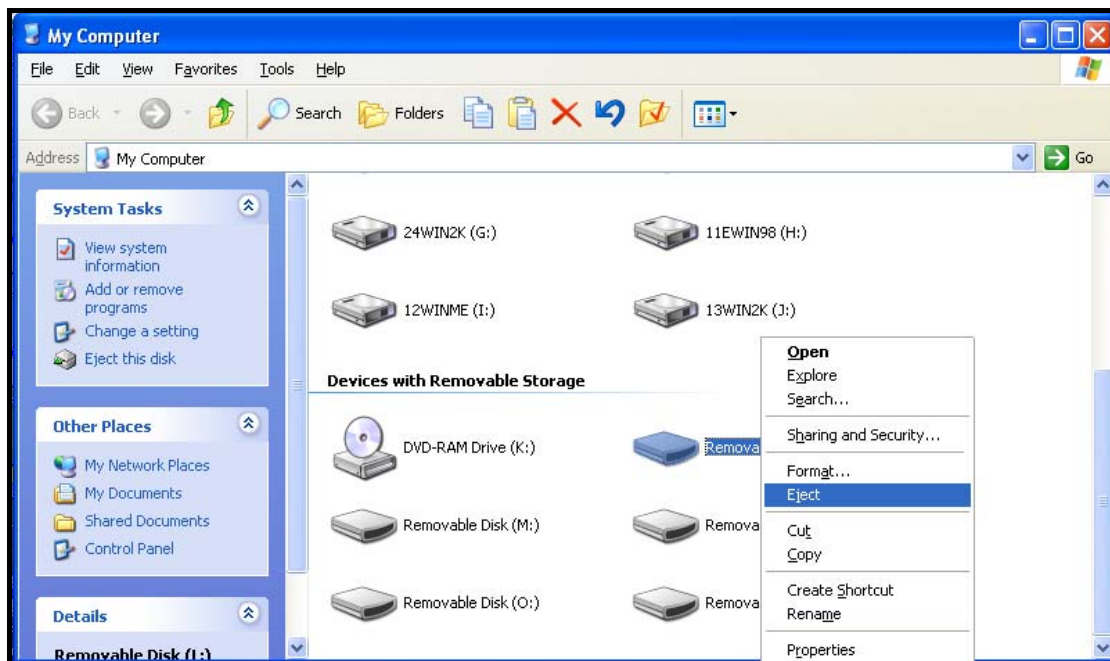 My Computer
File Edit View Favorites Tools Help
Back Search Folders
Address My Computer Go
System Tasks
View system
information
Add or remove
programs
Change a setting
Eject this disk
Other Places
My Network Places
My Documents
Shared Documents
Control Panel
Details
Removable Disk (L:)
24WIN2K (G:)
11EWIN98 (H:)
12WINME (I:)
13WIN2K (J:)
Devices with Removable Storage
DVD-RAM Drive (K:)
Remova
Removable Disk (M:)
Remova
Removable Disk (O:)
Remova
Open
Explore
Search...
Sharing and Security...
Format...
Eject
Cut
Copy
Create Shortcut
Rename
Properties